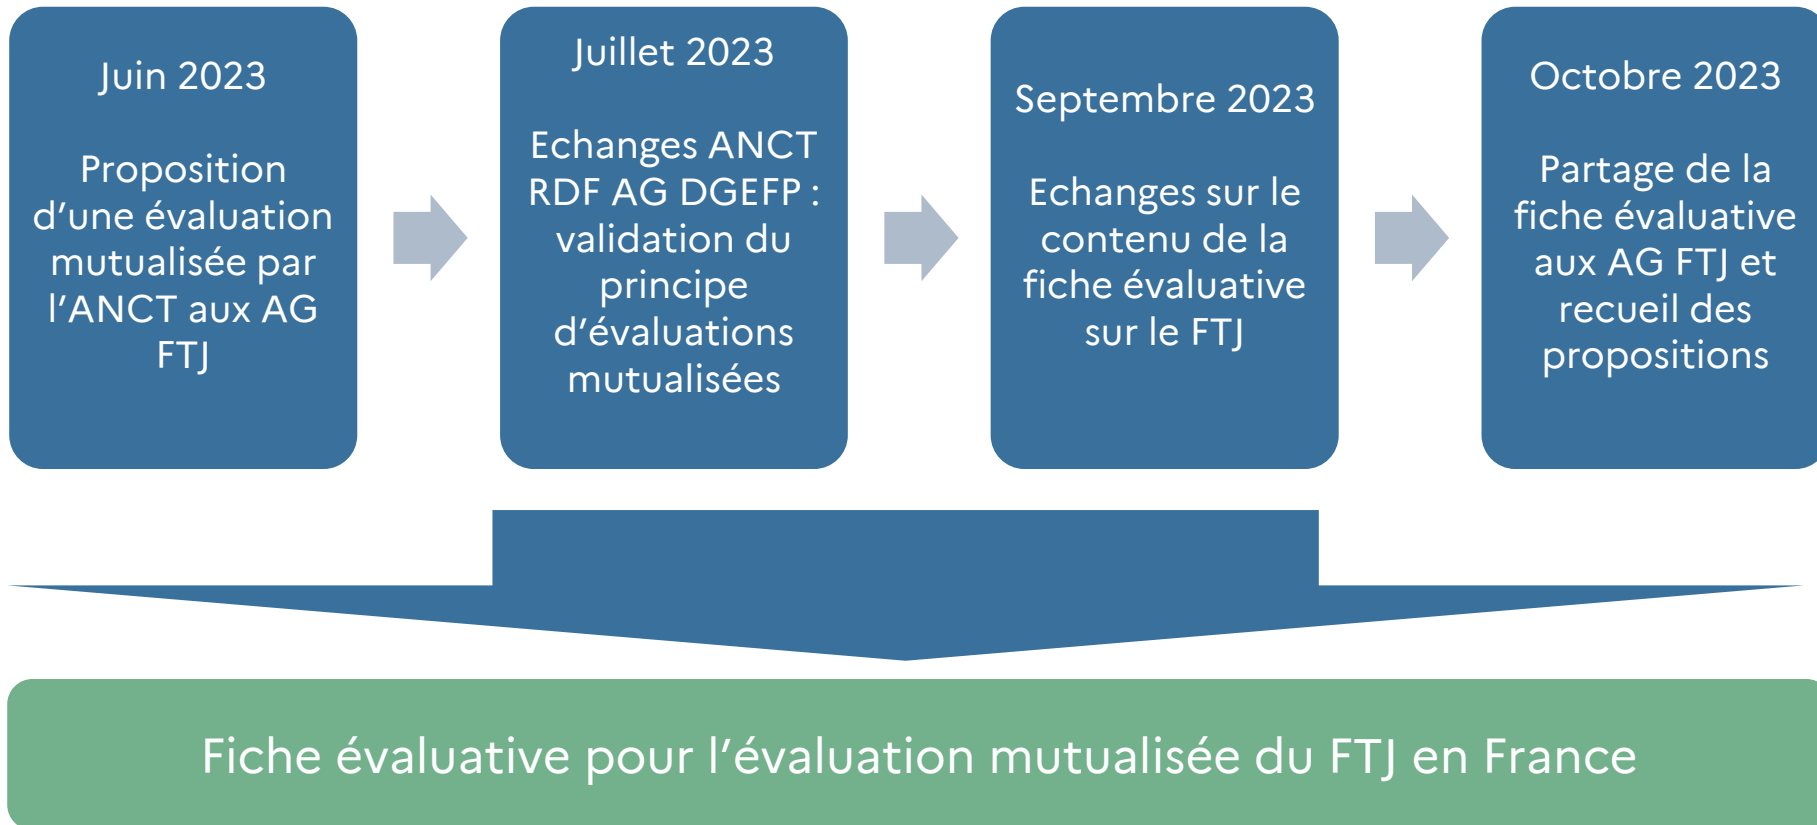 Juin 2023
Proposition
d’une évaluation
mutualisée par
l’ANCT aux AG
FTJ
Juillet 2023
Echanges ANCT
RDF AG DGEFP :
validation du
principe
d’évaluations
mutualisées
Septembre 2023
Echanges sur le
contenu de la
fiche évaluative
sur le FTJ
Octobre 2023
Partage de la
fiche évaluative
aux AG FTJ et
recueil des
propositions
Fiche évaluative pour l’évaluation mutualisée du FTJ en France